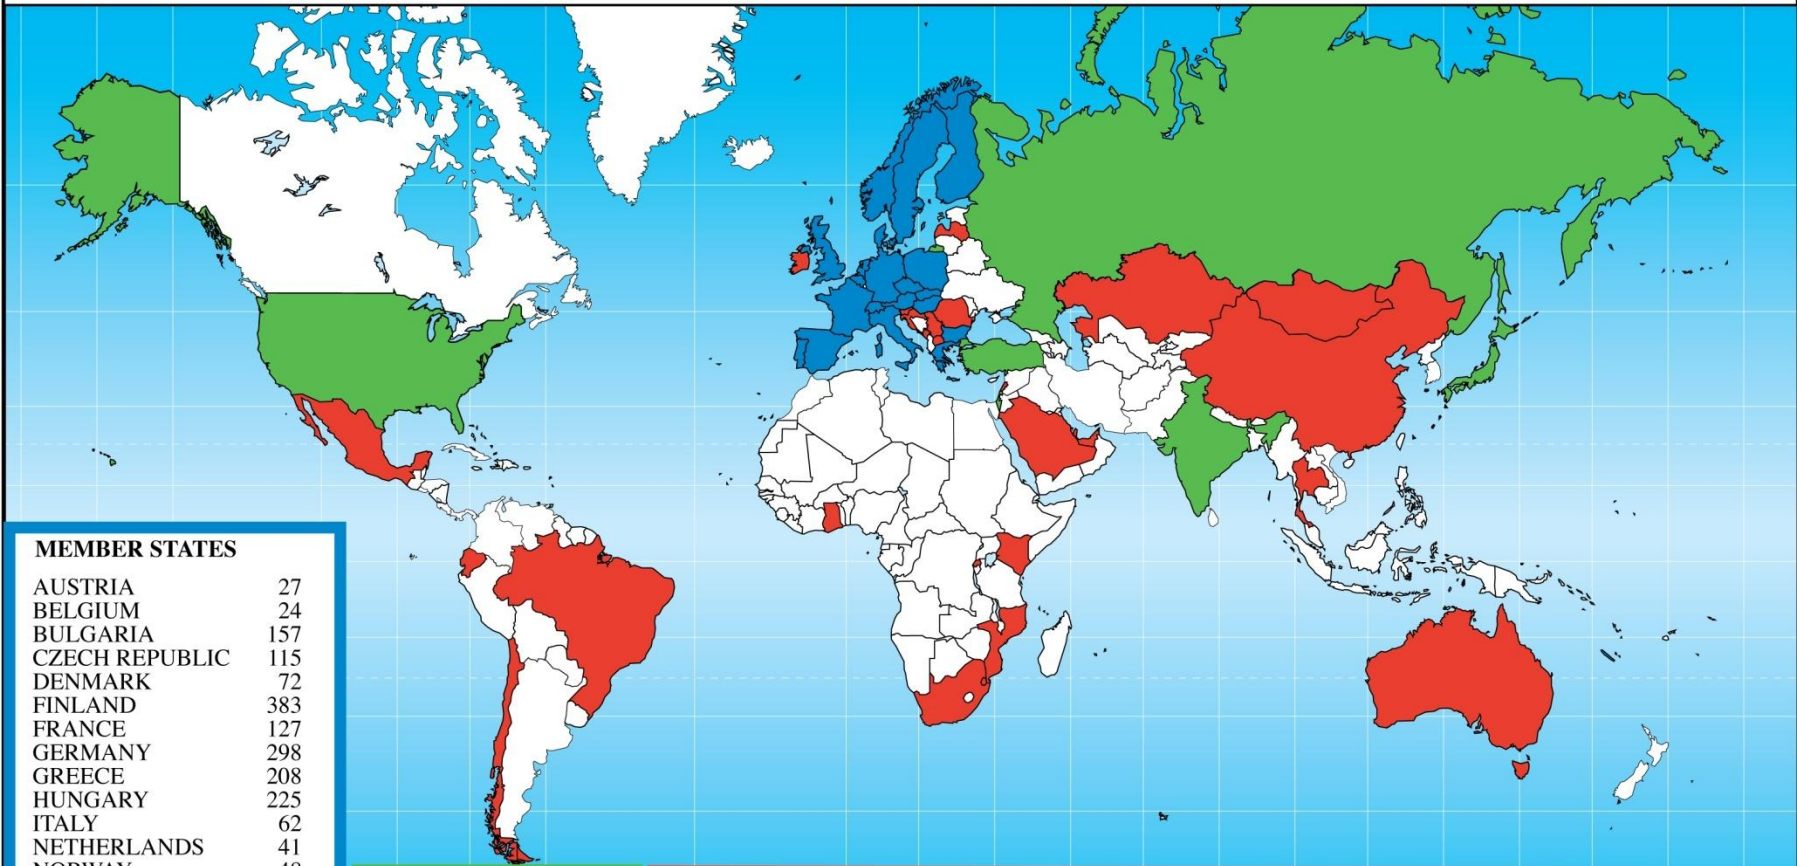 MEMBER STATES
AUSTRIA 27
BELGIUM 24
BULGARIA 157
CZECH REPUBLIC 115
DENMARK 72
FINLAND 383
FRANCE 127
GERMANY 298
GREECE 208
HUNGARY 225
ITALY 62
NETHERLANDS 41